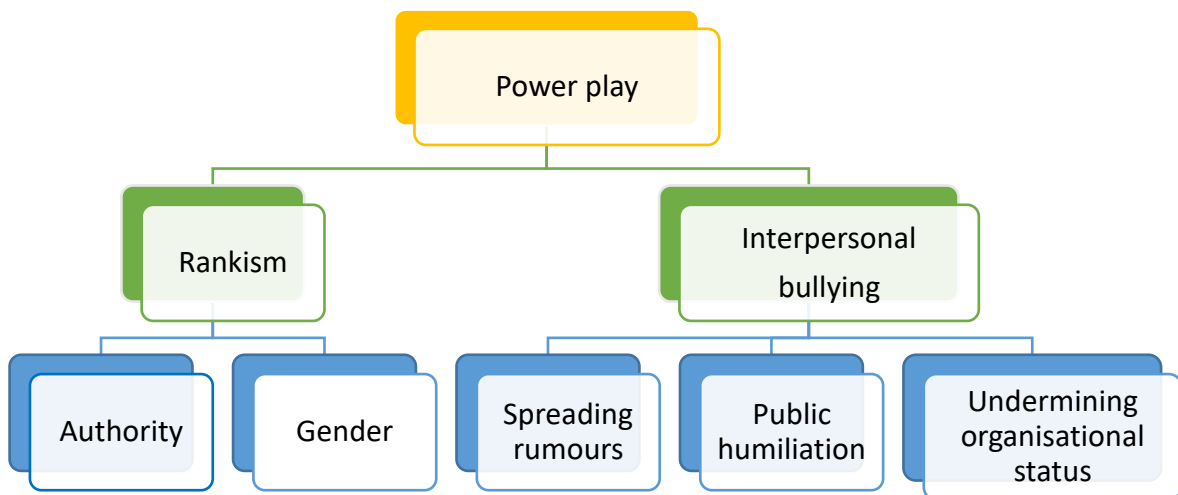 Power play
Rankism
Interpersonal
bullying
Authority
Gender
Spreading
rumours
Public
humiliation
Undermining
organisational
status